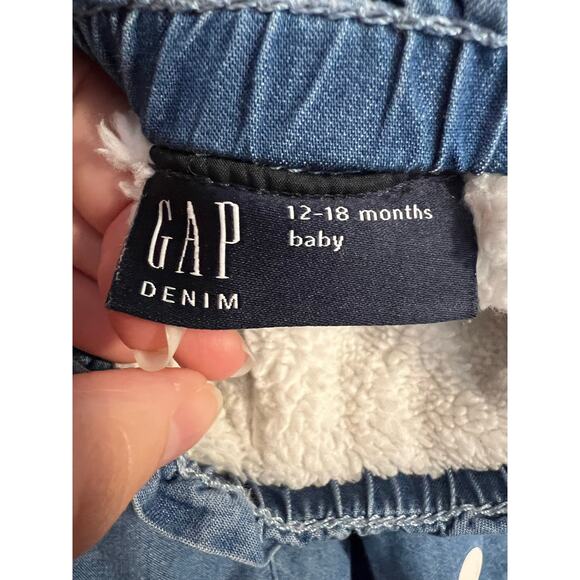 GAP
DENIM
12-18 months
baby